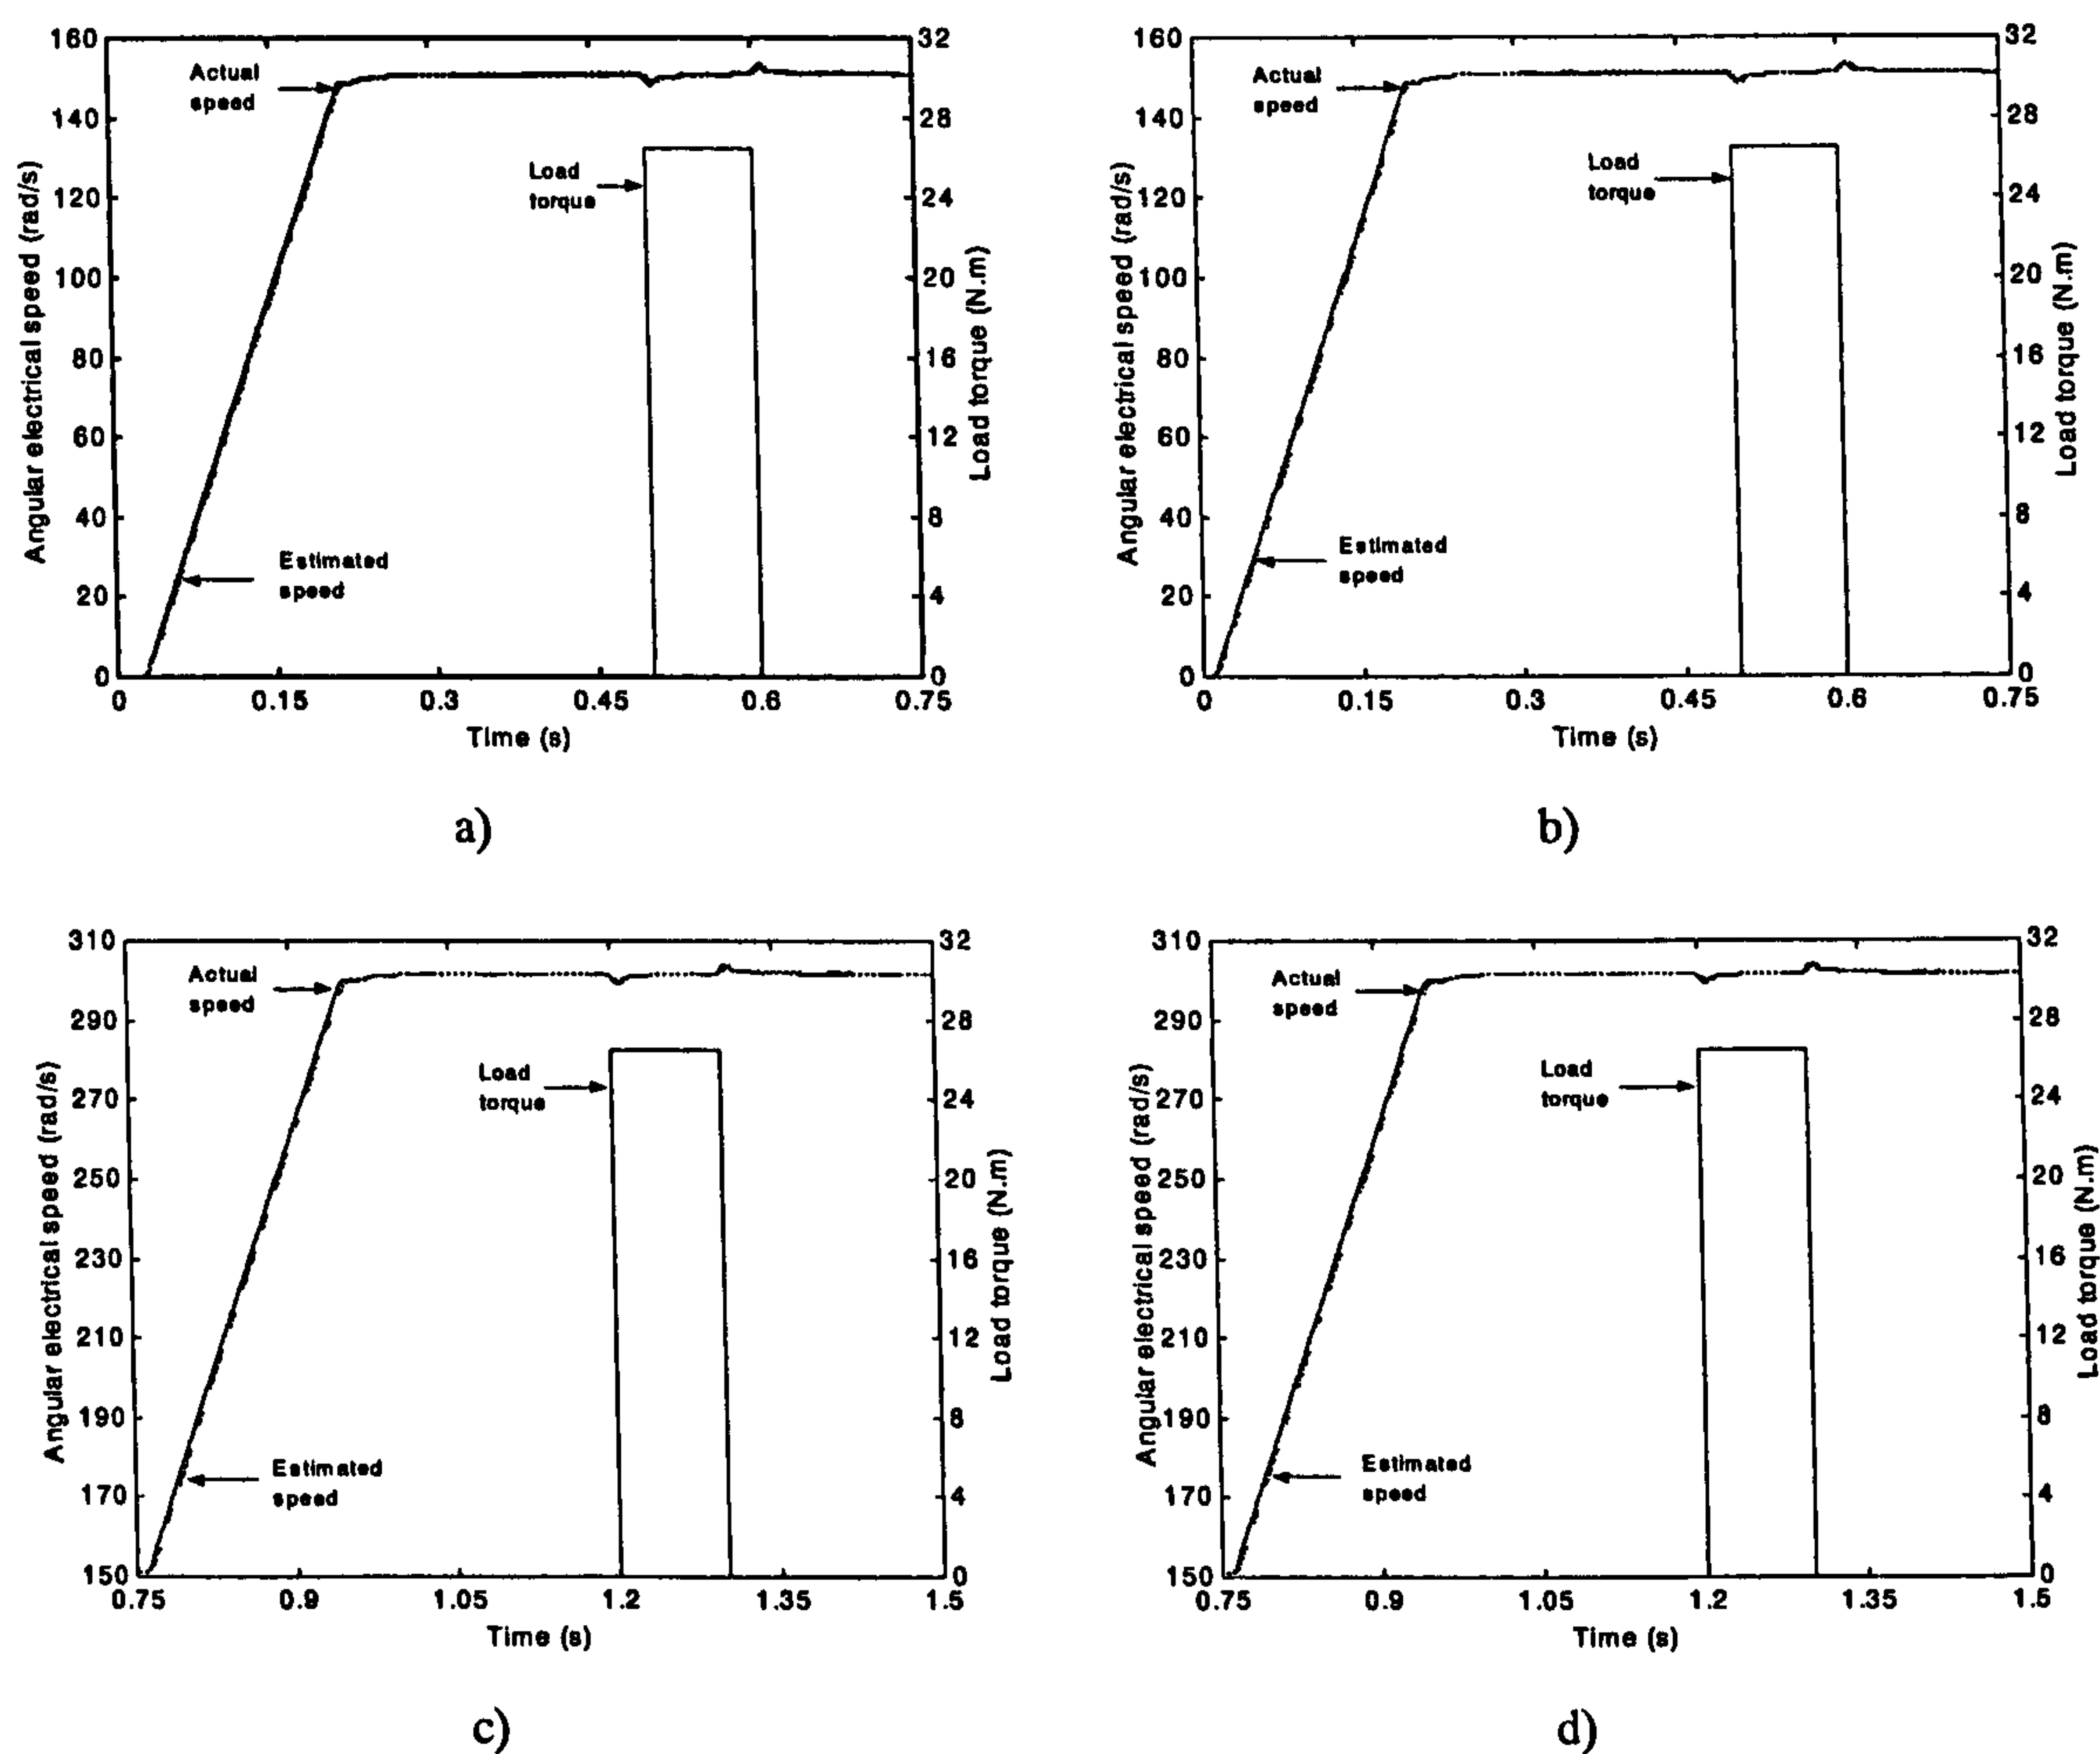 160
140
120
100
80
60
40
20
0
32
28
24
20
16
12
8
4
0
0 0.15 0.3 0.45 0.6 0.75
Angular electrical speed (rad/s)
Load torque (N.m)
Time (s)
Actual
speed
Load
torque
Estimated
speed
a)
160
140
120
100
80
60
40
20
0
32
28
24
20
16
12
8
4
0
0 0.15 0.3 0.45 0.6 0.75
Angular electrical speed (rad/s)
Load torque (N.m)
Time (s)
Actual
speed
Load
torque
Estimated
speed
b)
310
290
270
250
230
210
190
170
150
32
28
24
20
16
12
8
4
0
0.75 0.9 1.05 1.2 1.35 1.5
Angular electrical speed (rad/s)
Load torque (N.m)
Time (s)
Actual
speed
Load
torque
Estimated
speed
c)
310
290
270
250
230
210
190
170
150
32
28
24
20
16
12
8
4
0
0.75 0.9 1.05 1.2 1.35 1.5
Angular electrical speed (rad/s)
Load torque (N.m)
Time (s)
Actual
speed
Load
torque
Estimated
speed
d)